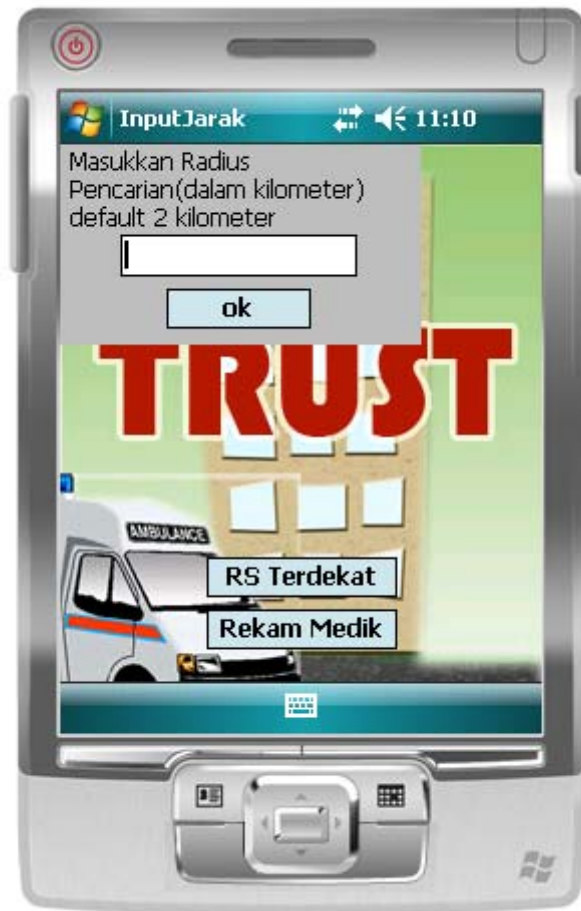 InputJarak 11:10
Masukkan Radius
Pencarian(dalam kilometer)
default 2 kilometer
ok
TRUST
AMBULANCE
RS Terdekat
Rekam Medik